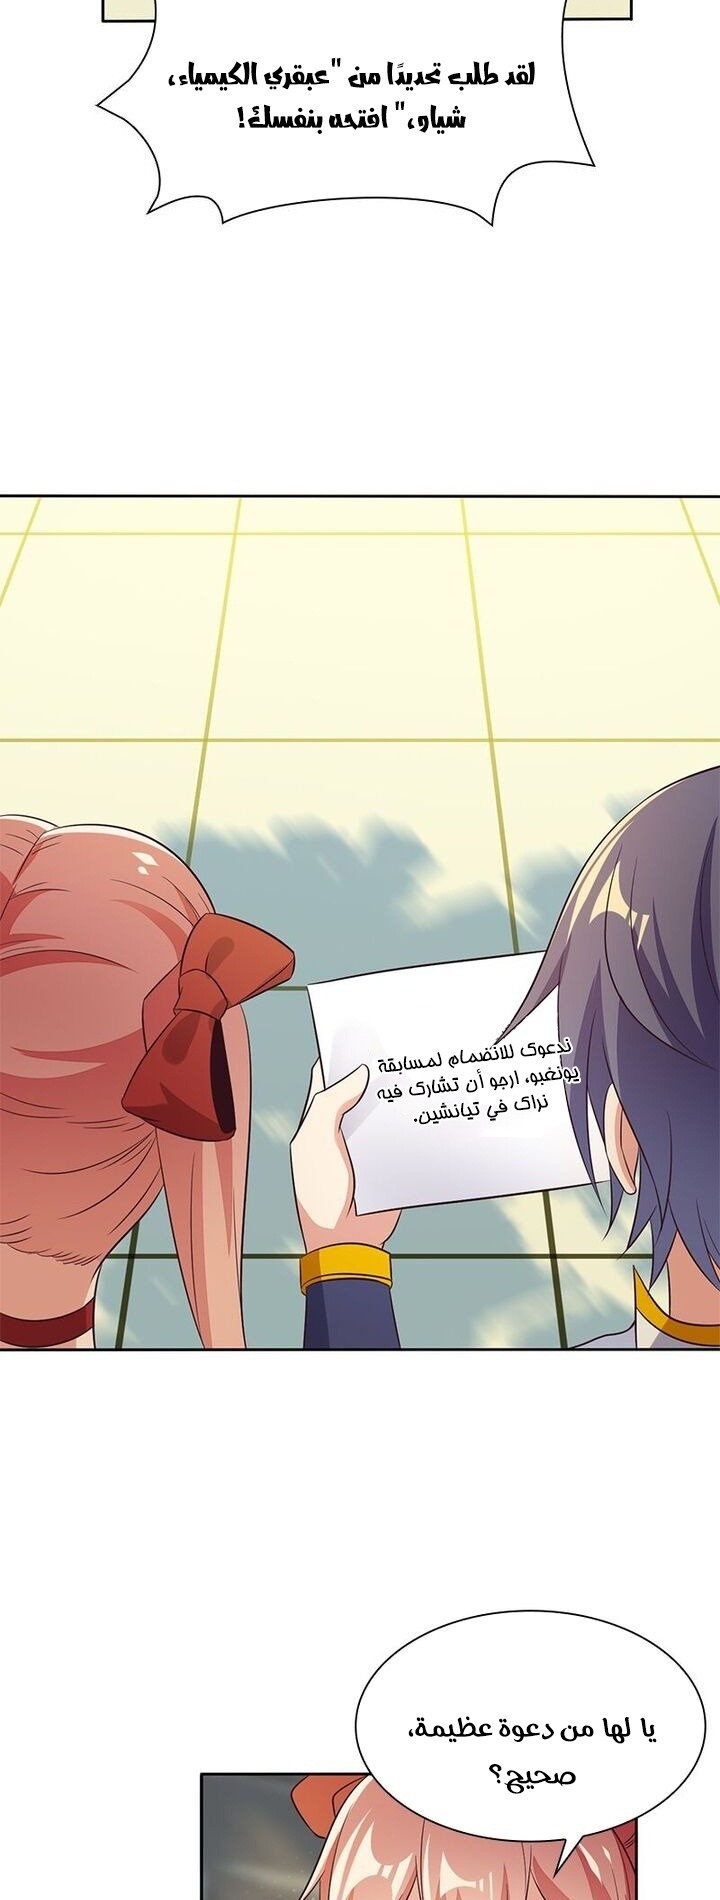 لقد طلب تحديدًا من "عبقري الكيمياء،
شياو،" افتحه بنفسك!
ندعوك للانضمام لمسابقة
يونغبو، ارجو أن تشارك فيه
نراك في تيانشين.
يا لها من دعوة عظيمة،
صحيح؟